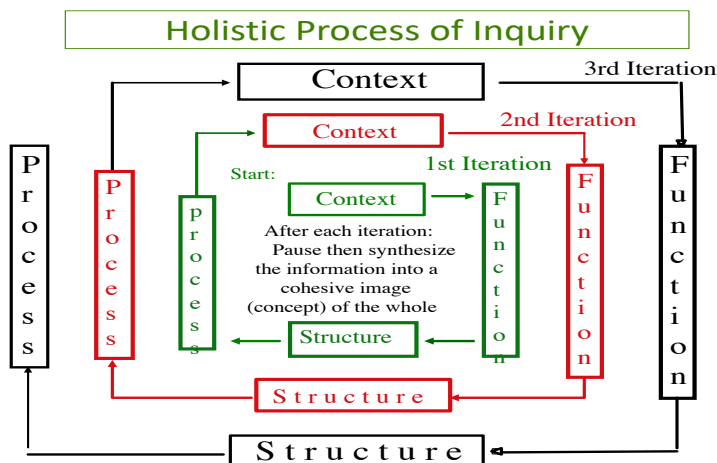 Holistic Process of Inquiry
3rd Iteration
Context
2nd Iteration
Context
1st Iteration
Start:
Context
Process
Process
process
Function
Function
Function
After each iteration:
Pause then synthesize
the information into a
cohesive image
(concept) of the whole
Structure
Structure
Structure